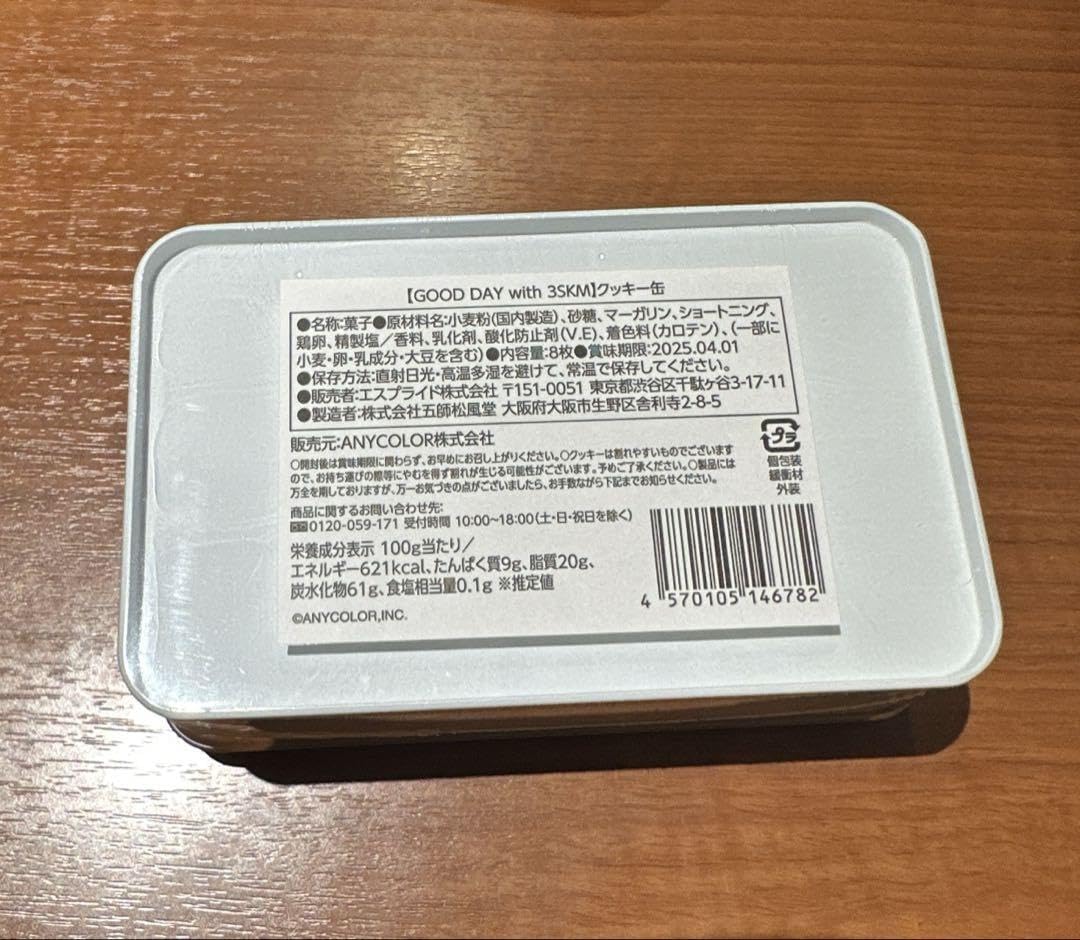 【GOOD DAY with 3SKM】クッキー缶
●名称:菓子●原材料名:小麦粉(国内製造)、砂糖、マーガリン、ショートニング、
鶏卵、精製塩／香料、乳化剤、酸化防止剤(V.E)、着色料(カロテン)、(一部に
小麦・卵・乳成分・大豆を含む)●内容量:8枚●賞味期限:2025.04.01
●保存方法:直射日光・高温多湿を避けて、常温で保存してください。
●販売者:エスプライド株式会社 〒151-0051 東京都渋谷区千駄ヶ谷3-17-11
●製造者:株式会社五師松風堂 大阪府大阪市生野区舎利寺2-8-5
販売元:ANYCOLOR株式会社
○開封後は賞味期限に関わらず、お早めにお召し上がりください。○クッキーは割れやすいものでございます
ので、お持ち運びの際等にやむを得ず割れが生じる可能性がございます。予めご了承ください。○製品には
万全を期しておりますが、万一お気づきの点がございましたら、お手数ながら下記までお知らせください。
商品に関するお問い合わせ先:
0120-059-171 受付時間 10:00~18:00(土・日・祝日を除く)
栄養成分表示 100g当たり／
エネルギー621kcal、たんぱく質9g、脂質20g、
炭水化物61g、食塩相当量0.1g ※推定値
©ANYCOLOR,INC.
プラ
個包装
緩衝材
外装
4 570105 146782